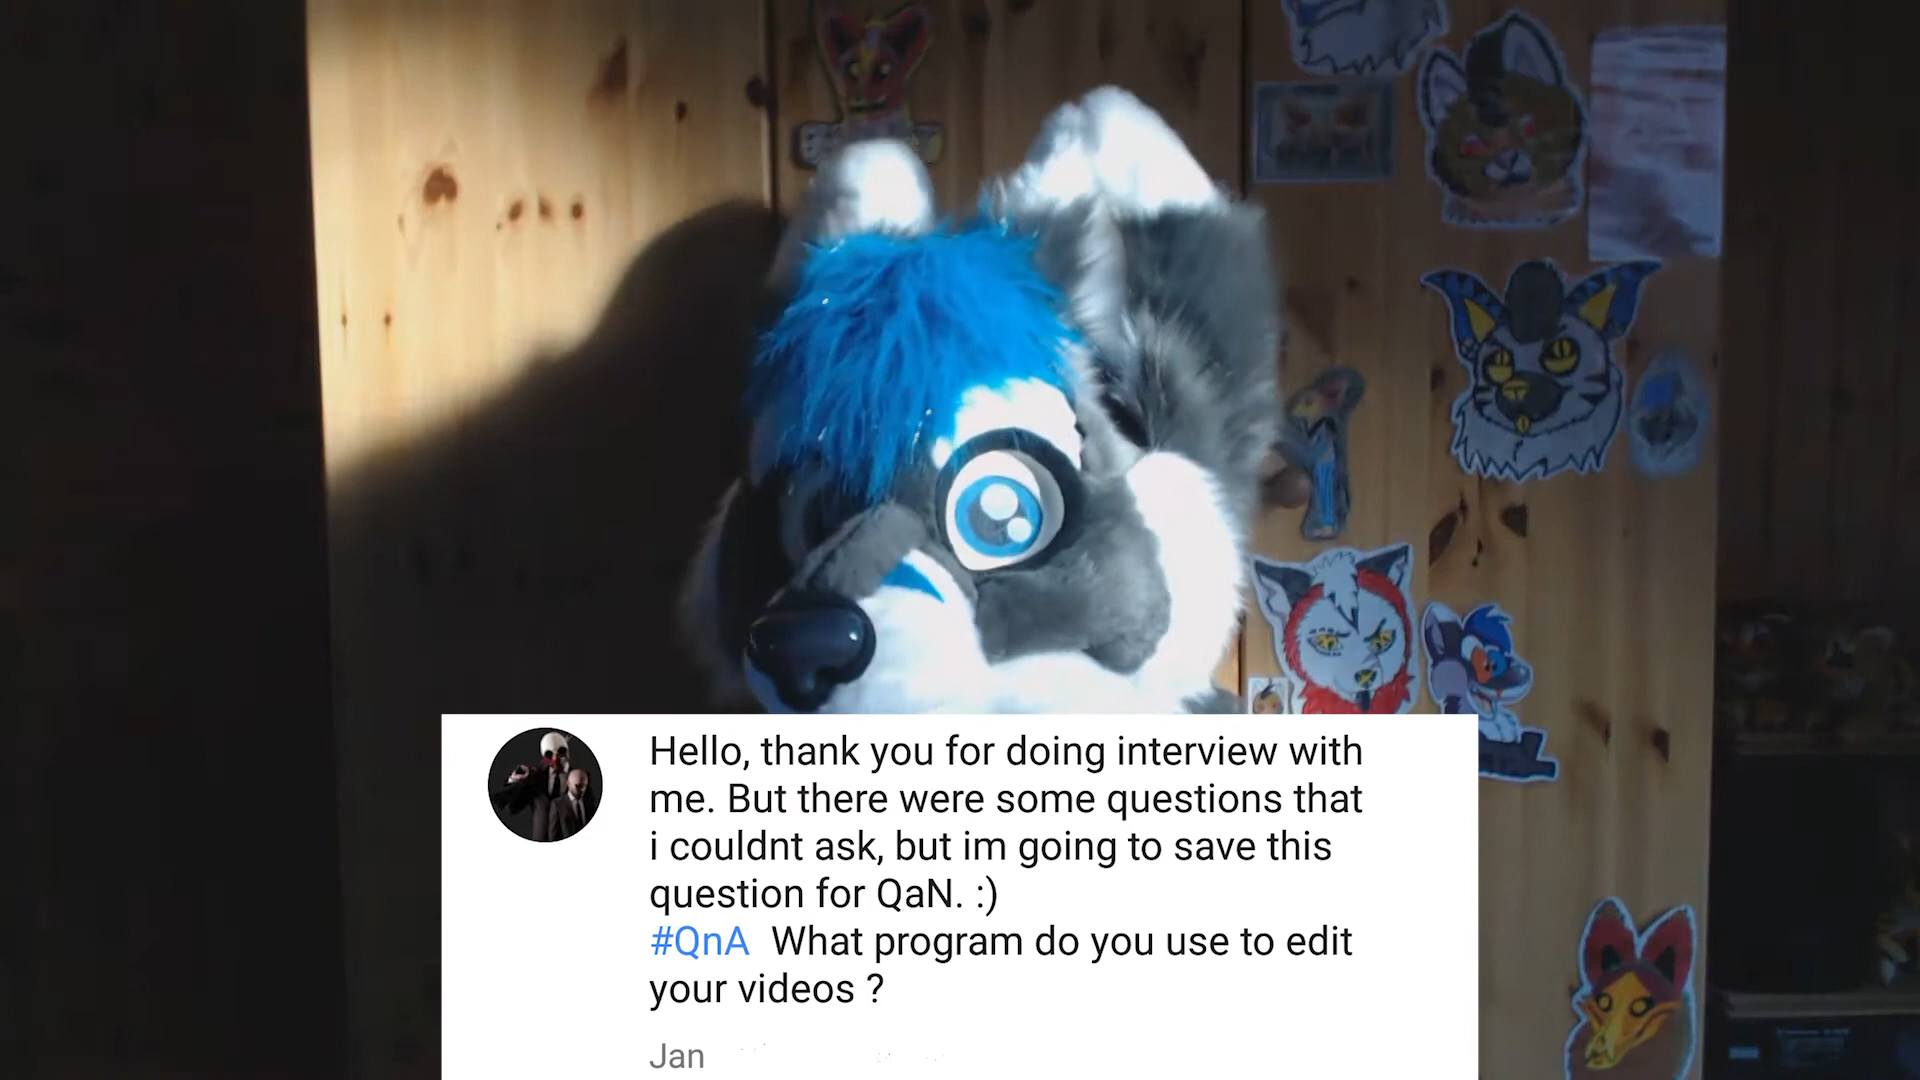 Hello, thank you for doing interview with
me. But there were some questions that
i couldnt ask, but im going to save this
question for QaN. :)
#QnA What program do you use to edit
your videos ?
Jan